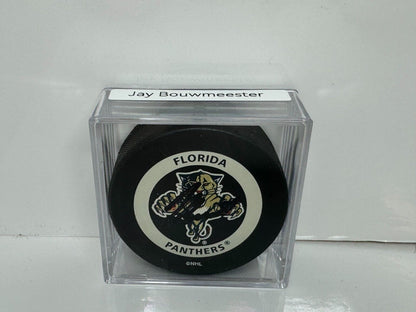 Jay Bouwmeester
FLORIDA
PANTHERS®
®
©NHL